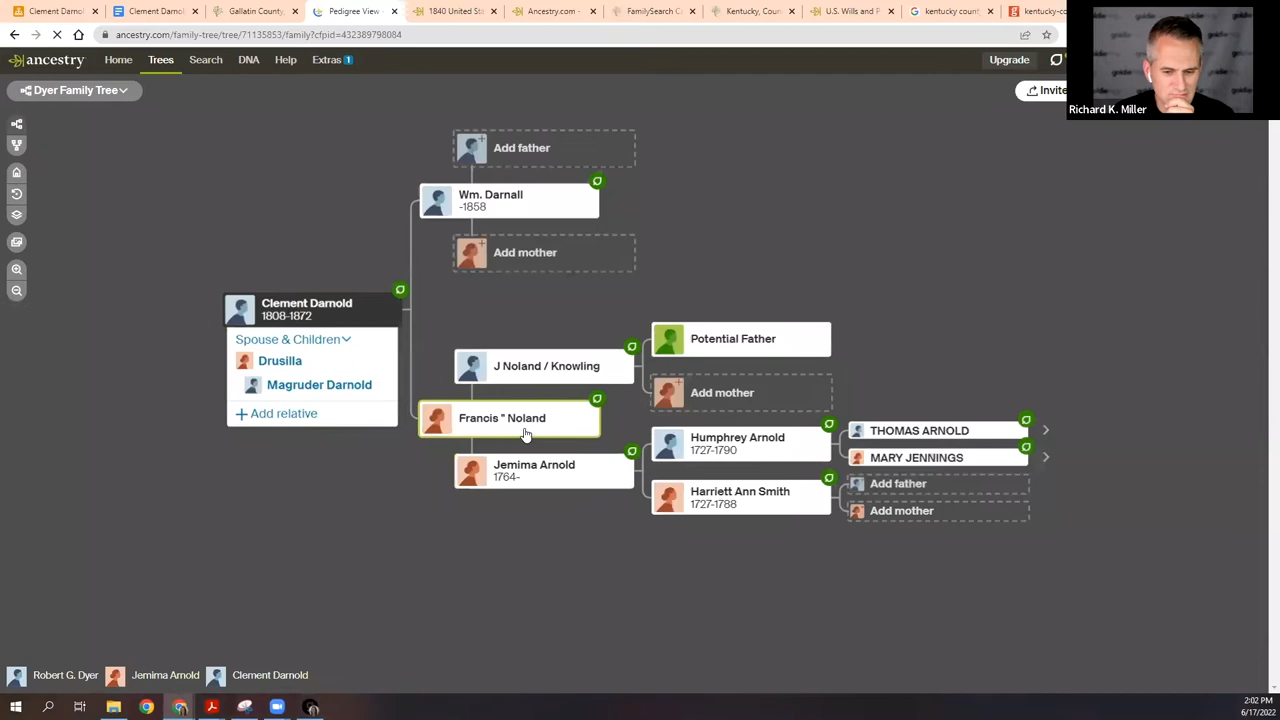 Clement Darnold
Clement Darnold
Gallatin County,
Pedigree View -
1840 United Stat
Ancestry.com -
FamilySearch Ca
Kentucky, Coun
U.S. Wills and P
kentucky count
kentucky-co
ancestry.com/family-tree/tree/71135853/family?cfpid=432389798084
ancestry
Home
Trees
Search
DNA
Help
Extras 1
Upgrade
Dyer Family Tree
Invite
Richard K. Miller
Add father
Wm. Darnall
-1858
Add mother
Clement Darnold
1808-1872
Spouse & Children
Drusilla
Magruder Darnold
+ Add relative
J Noland / Knowling
Potential Father
Add mother
Francis " Noland
Humphrey Arnold
1727-1790
THOMAS ARNOLD
MARY JENNINGS
Jemima Arnold
1764-
Harriett Ann Smith
1727-1788
Add father
Add mother
Robert G. Dyer
Jemima Arnold
Clement Darnold
2:02 PM
6/17/2022